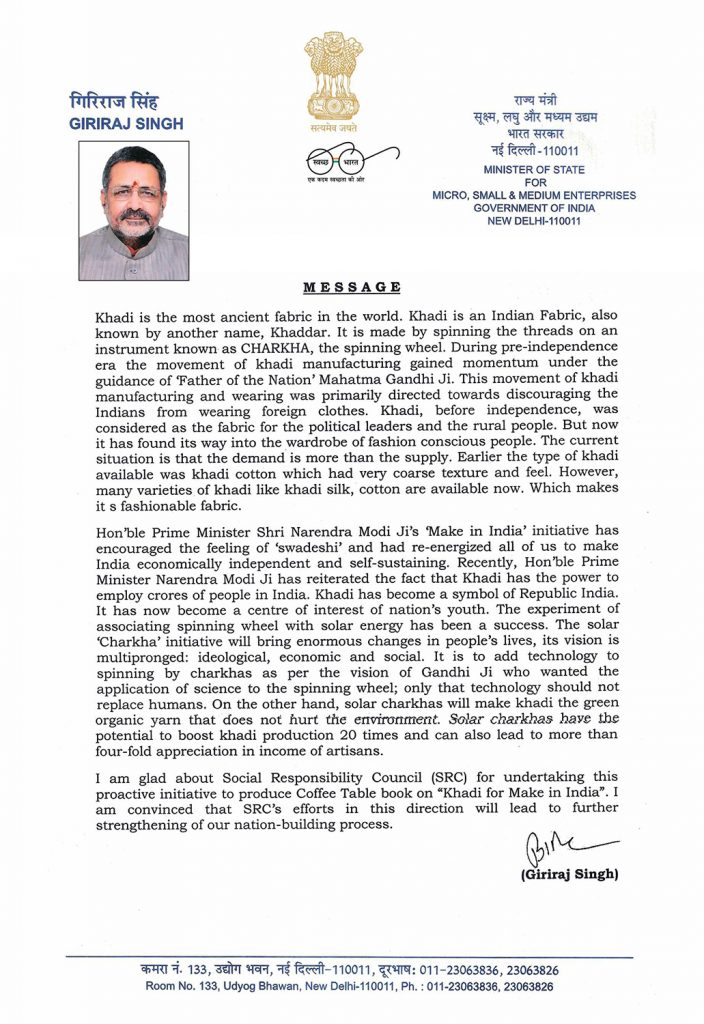 गिरिराज सिंह
GIRIRAJ SINGH
सत्यमेव जयते
स्वच्छ भारत
एक कदम स्वच्छता की ओर
राज्य मंत्री
सूक्ष्म, लघु और मध्यम उद्यम
भारत सरकार
नई दिल्ली-110011
MINISTER OF STATE
FOR
MICRO, SMALL & MEDIUM ENTERPRISES
GOVERNMENT OF INDIA
NEW DELHI-110011
MESSAGE
Khadi is the most ancient fabric in the world. Khadi is an Indian Fabric, also
known by another name, Khaddar. It is made by spinning the threads on an
instrument known as CHARKHA, the spinning wheel. During pre-independence
era the movement of khadi manufacturing gained momentum under the
guidance of 'Father of the Nation' Mahatma Gandhi Ji. This movement of khadi
manufacturing and wearing was primarily directed towards discouraging the
Indians from wearing foreign clothes. Khadi, before independence, was
considered as the fabric for the political leaders and the rural people. But now
it has found its way into the wardrobe of fashion conscious people. The current
situation is that the demand is more than the supply. Earlier the type of khadi
available was khadi cotton which had very coarse texture and feel. However,
many varieties of khadi like khadi silk, cotton are available now. Which makes
it s fashionable fabric.
Hon'ble Prime Minister Shri Narendra Modi Ji's 'Make in India' initiative has
encouraged the feeling of 'swadeshi' and had re-energized all of us to make
India economically independent and self-sustaining. Recently, Hon'ble Prime
Minister Narendra Modi Ji has reiterated the fact that Khadi has the power to
employ crores of people in India. Khadi has become a symbol of Republic India.
It has now become a centre of interest of nation's youth. The experiment of
associating spinning wheel with solar energy has been a success. The solar
'Charkha' initiative will bring enormous changes in people's lives, its vision is
multipronged: ideological, economic and social. It is to add technology to
spinning by charkhas as per the vision of Gandhi Ji who wanted the
application of science to the spinning wheel; only that technology should not
replace humans. On the other hand, solar charkhas will make khadi the green
organic yarn that does not hurt the environment. Solar charkhas have the
potential to boost khadi production 20 times and can also lead to more than
four-fold appreciation in income of artisans.
I am glad about Social Responsibility Council (SRC) for undertaking this
proactive initiative to produce Coffee Table book on "Khadi for Make in India". I
am convinced that SRC's efforts in this direction will lead to further
strengthening of our nation-building process.
(Giriraj Singh)
कमरा नं. 133, उद्योग भवन, नई दिल्ली-110011, दूरभाष: 011-23063836, 23063826
Room No. 133, Udyog Bhawan, New Delhi-110011, Ph. : 011-23063836, 23063826